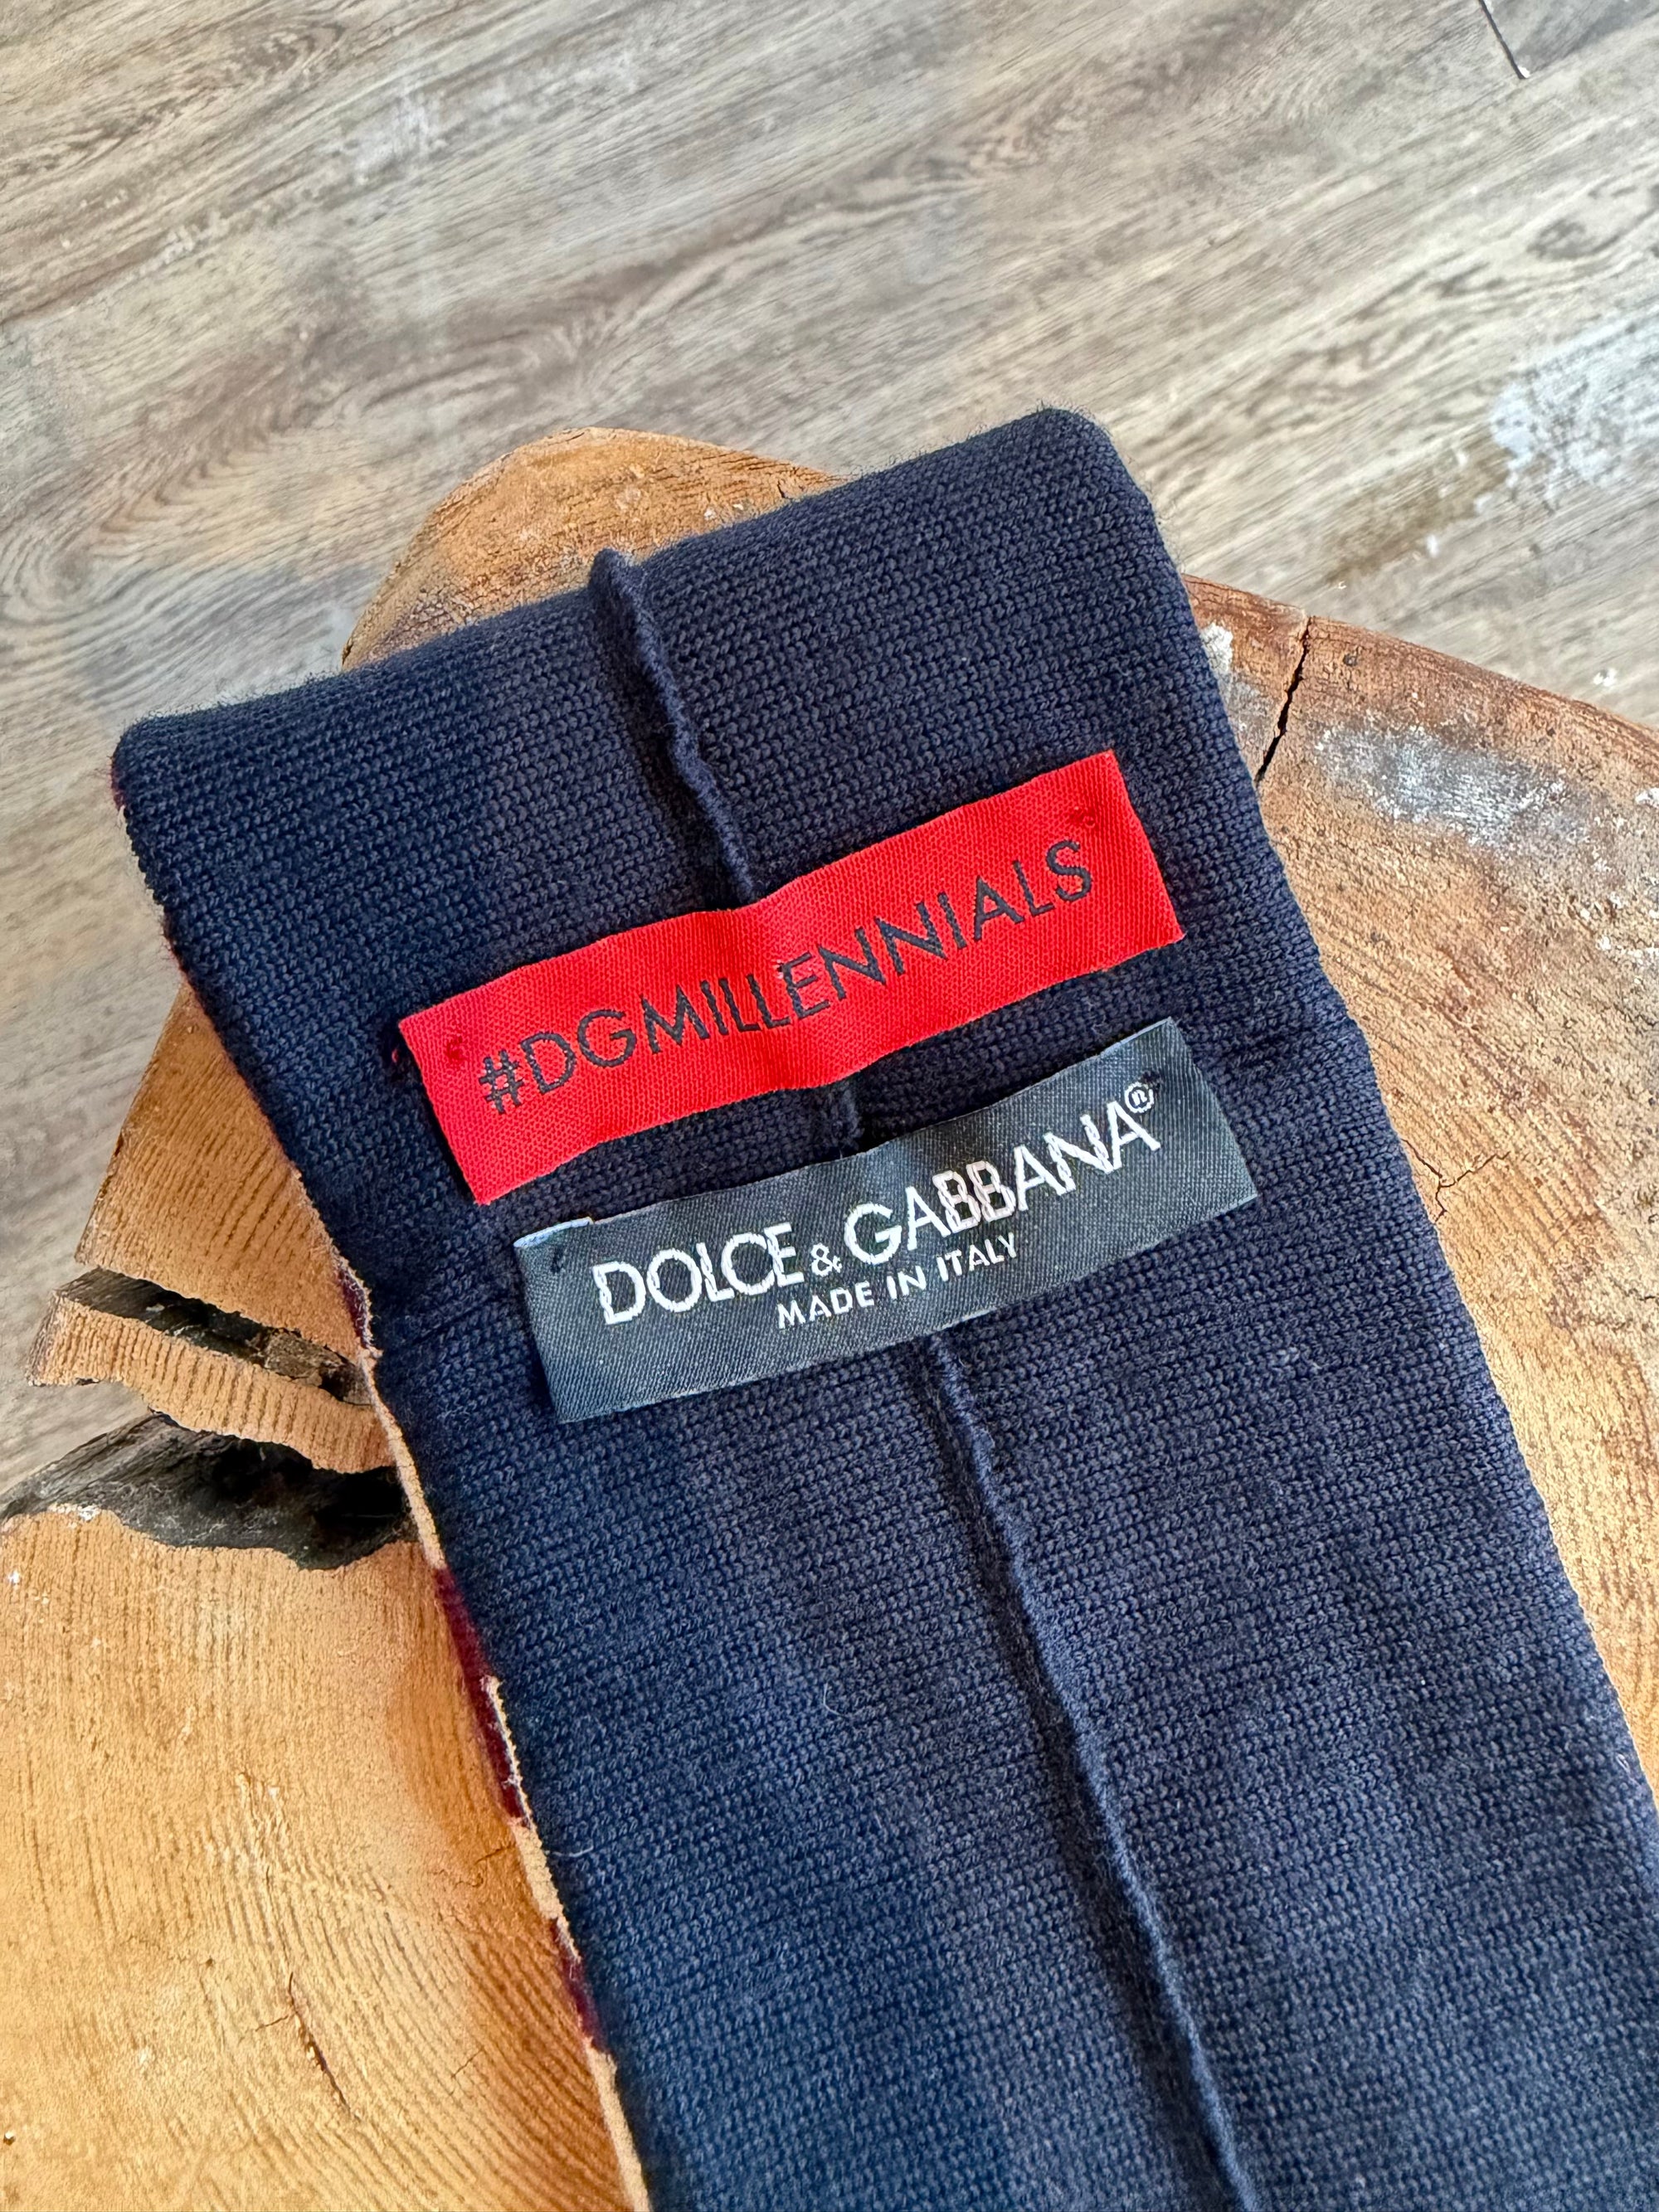 #DGMILLENNIALS
DOLCE & GABBANA®
MADE IN ITALY